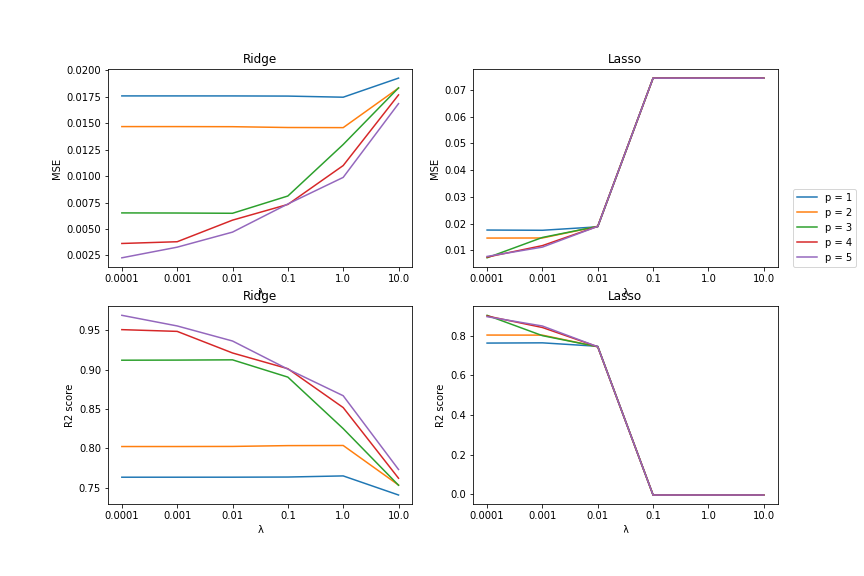 Ridge
MSE
0.0200
0.0175
0.0150
0.0125
0.0100
0.0075
0.0050
0.0025
0.0001 0.001 0.01 0.1 1.0 10.0
λ
Lasso
MSE
0.07
0.06
0.05
0.04
0.03
0.02
0.01
0.0001 0.001 0.01 0.1 1.0 10.0
λ
p = 1
p = 2
p = 3
p = 4
p = 5
Ridge
R2 score
0.95
0.90
0.85
0.80
0.75
0.0001 0.001 0.01 0.1 1.0 10.0
λ
Lasso
R2 score
0.8
0.6
0.4
0.2
0.0
0.0001 0.001 0.01 0.1 1.0 10.0
λ